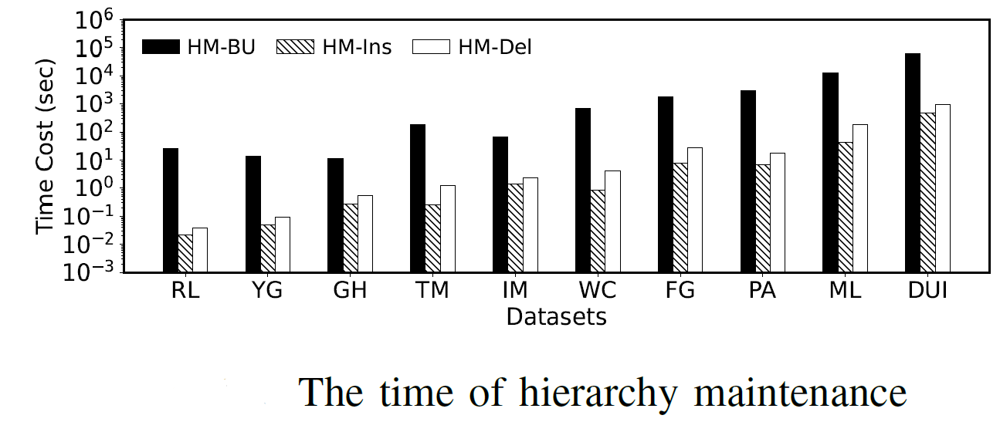 10^6
10^5
10^4
10^3
10^2
10^1
10^0
10^−1
10^−2
10^−3
Time Cost (sec)
HM-BU HM-Ins HM-Del
RL YG GH TM IM WC FG PA ML DUI
Datasets
The time of hierarchy maintenance